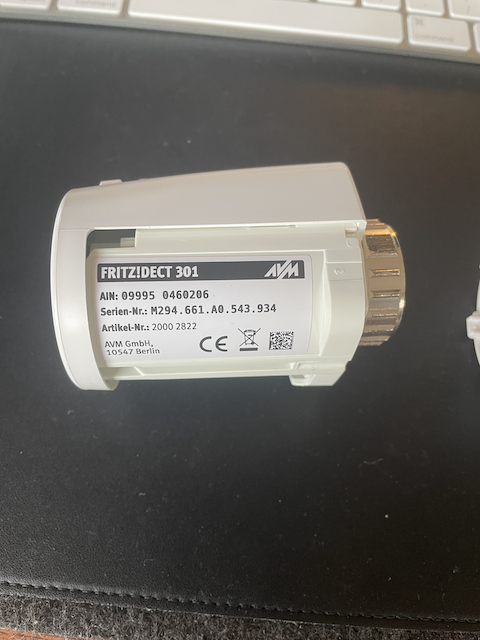 FRITZ!DECT 301
AVM
AIN: 09995 0460206
Serien-Nr.: M294.661.A0.543.934
Artikel-Nr.: 2000 2822
AVM GmbH,
10547 Berlin
CE